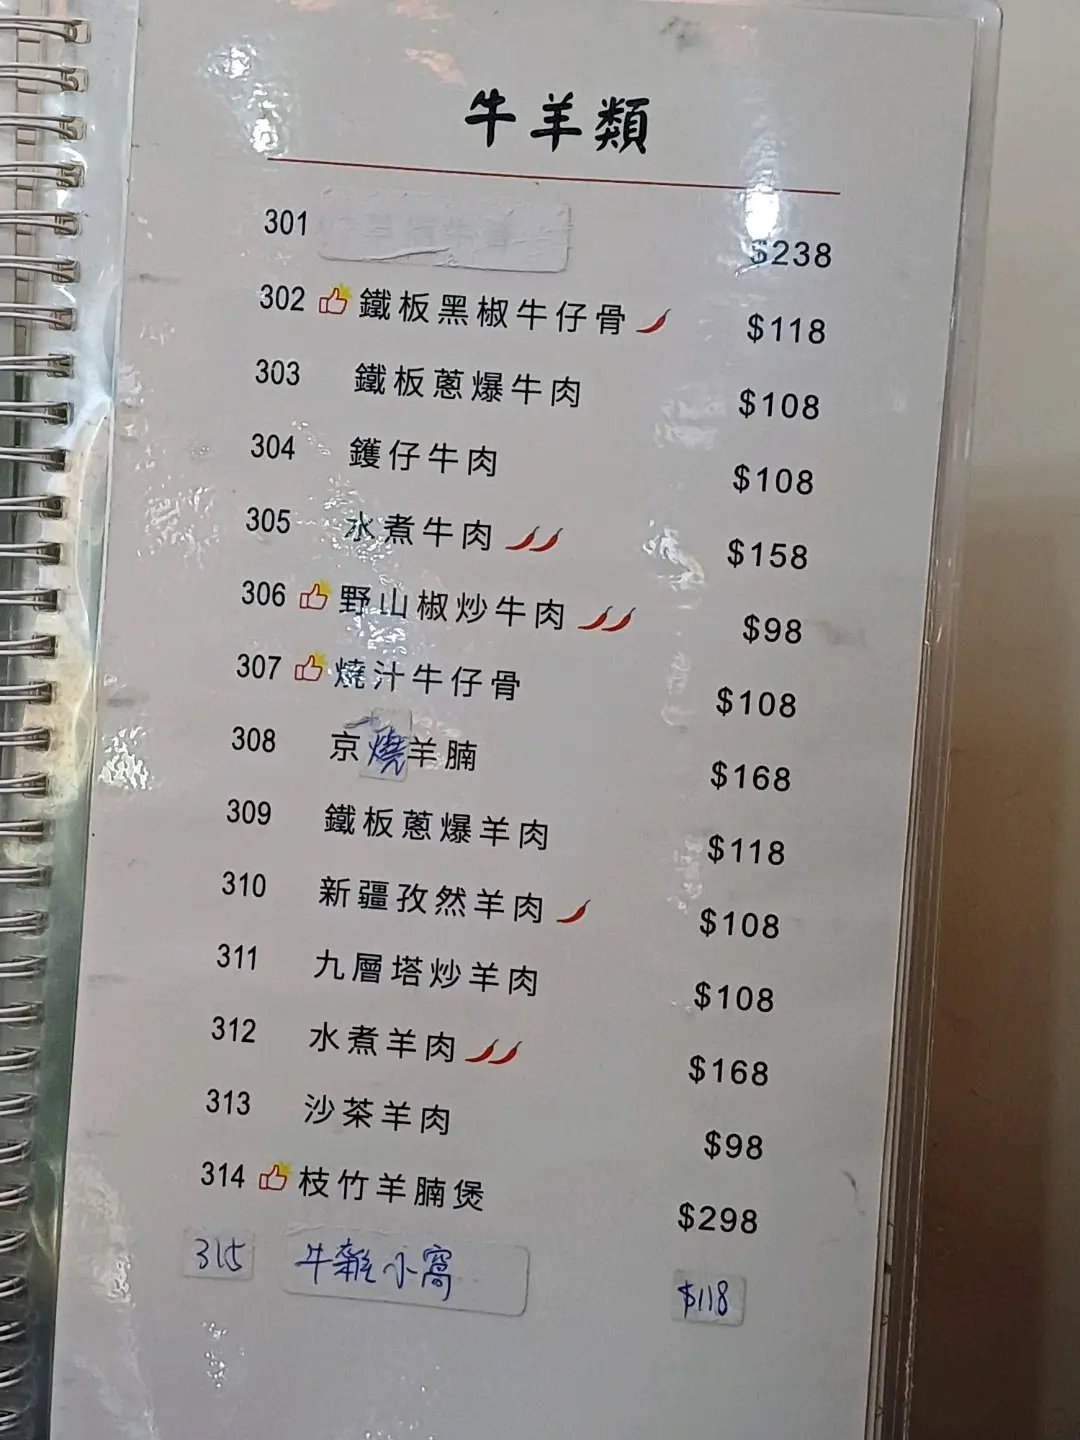 牛羊類
301 $238
302 鐵板黑椒牛仔骨 $118
303 鐵板蔥爆牛肉 $108
304 鑊仔牛肉 $108
305 水煮牛肉 $158
306 野山椒炒牛肉 $98
307 燒汁牛仔骨 $108
308 京燒羊腩 $168
309 鐵板蔥爆羊肉 $118
310 新疆孜然羊肉 $108
311 九層塔炒羊肉 $108
312 水煮羊肉 $168
313 沙茶羊肉 $98
314 枝竹羊腩煲 $298
315 牛雜小窩 $118